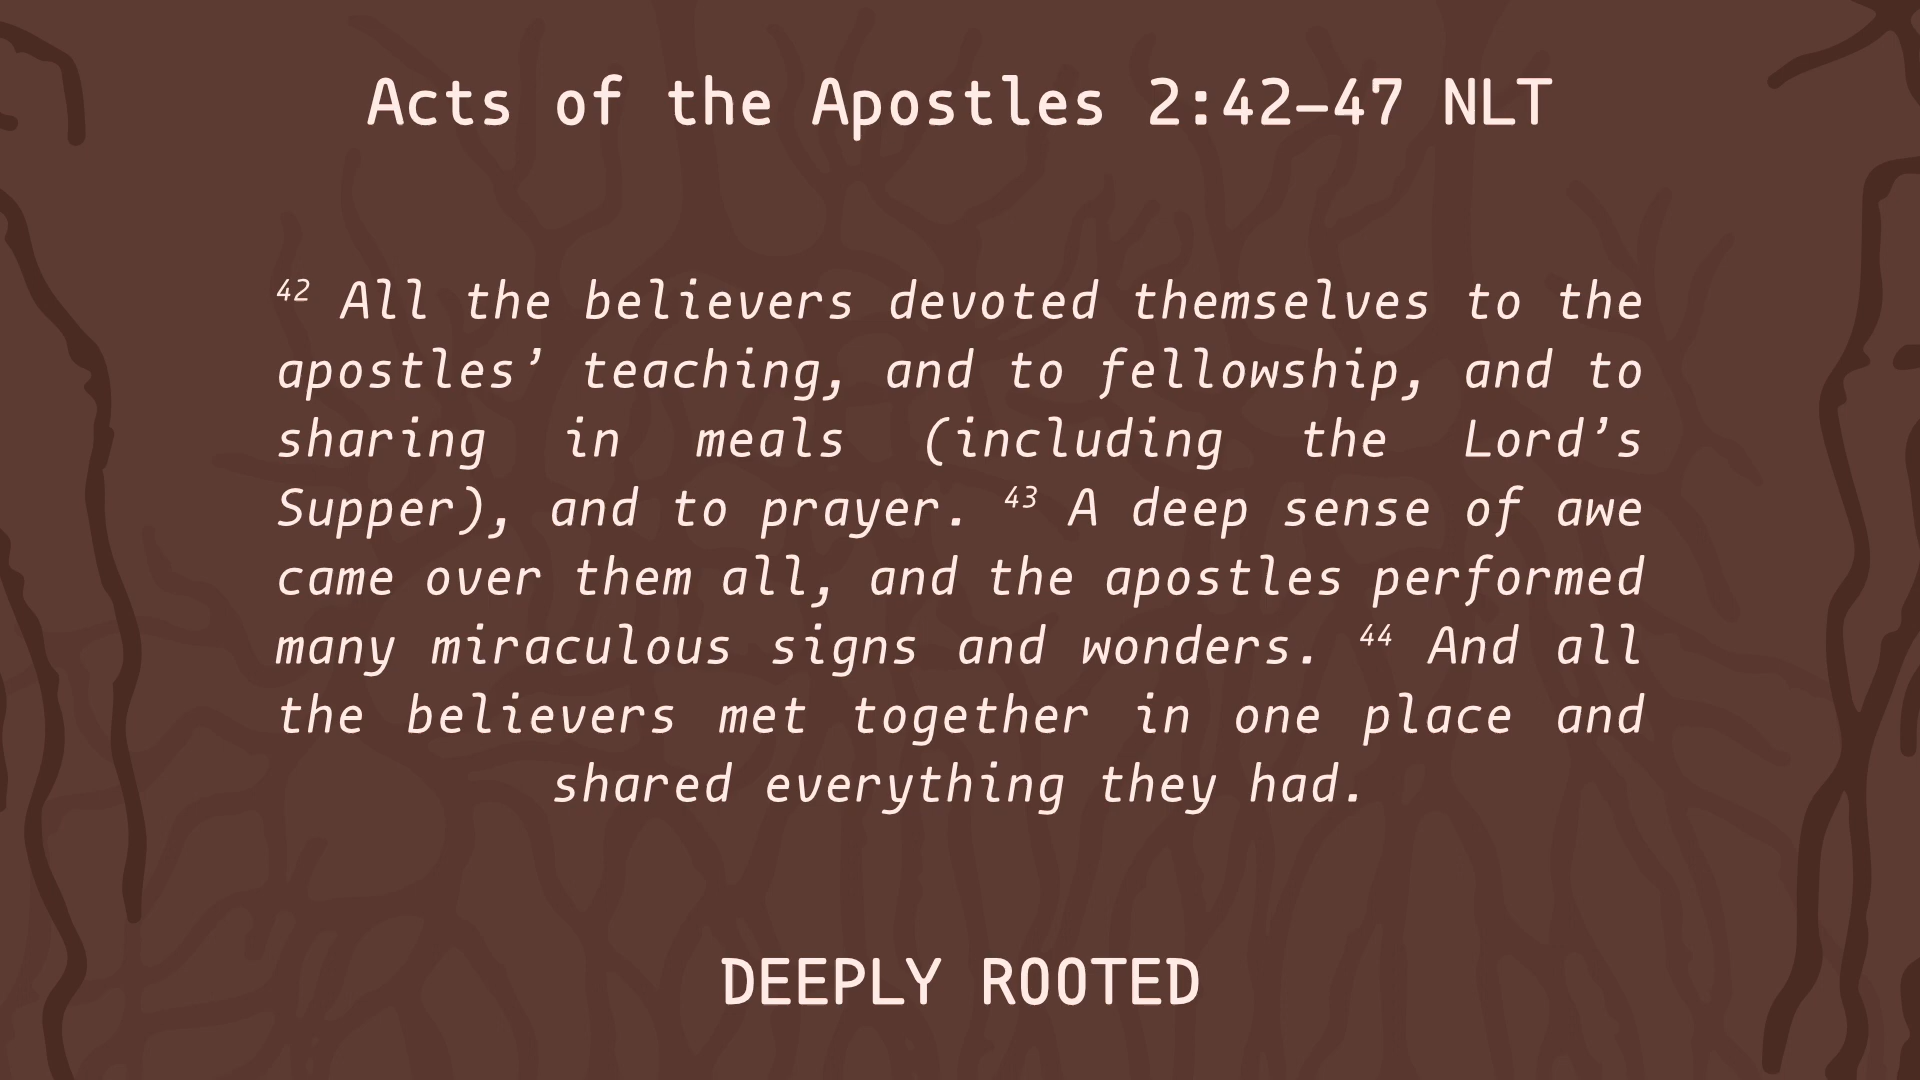 Acts of the Apostles 2:42–47 NLT
42 All the believers devoted themselves to the
apostles’ teaching, and to fellowship, and to
sharing in meals (including the Lord’s
Supper), and to prayer. 43 A deep sense of awe
came over them all, and the apostles performed
many miraculous signs and wonders. 44 And all
the believers met together in one place and
shared everything they had.
DEEPLY ROOTED